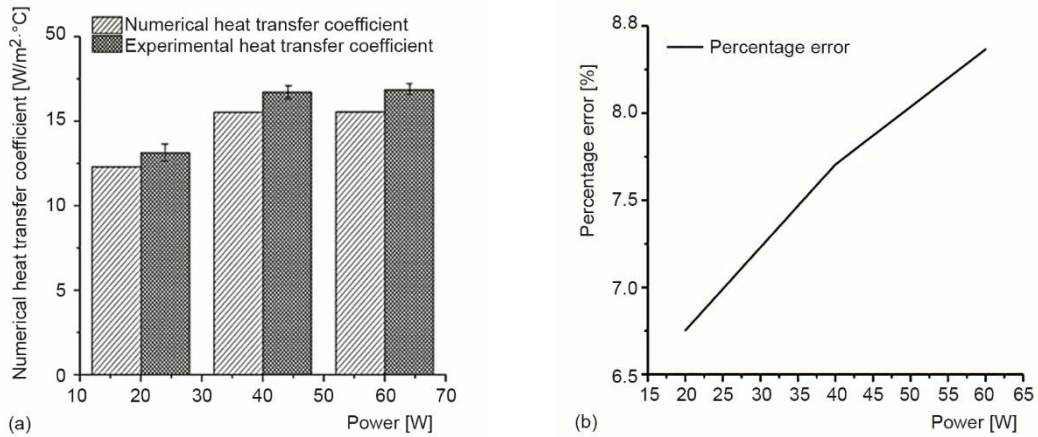 Numerical heat transfer coefficient [W/m²·°C]
50
15
10
5
0
Numerical heat transfer coefficient
Experimental heat transfer coefficient
10 20 30 40 50 60 70
(a)
Power [W]
Percentage error [%]
8.8
8.0
7.5
7.0
6.5
Percentage error
15 20 25 30 35 40 45 50 55 60 65
(b)
Power [W]